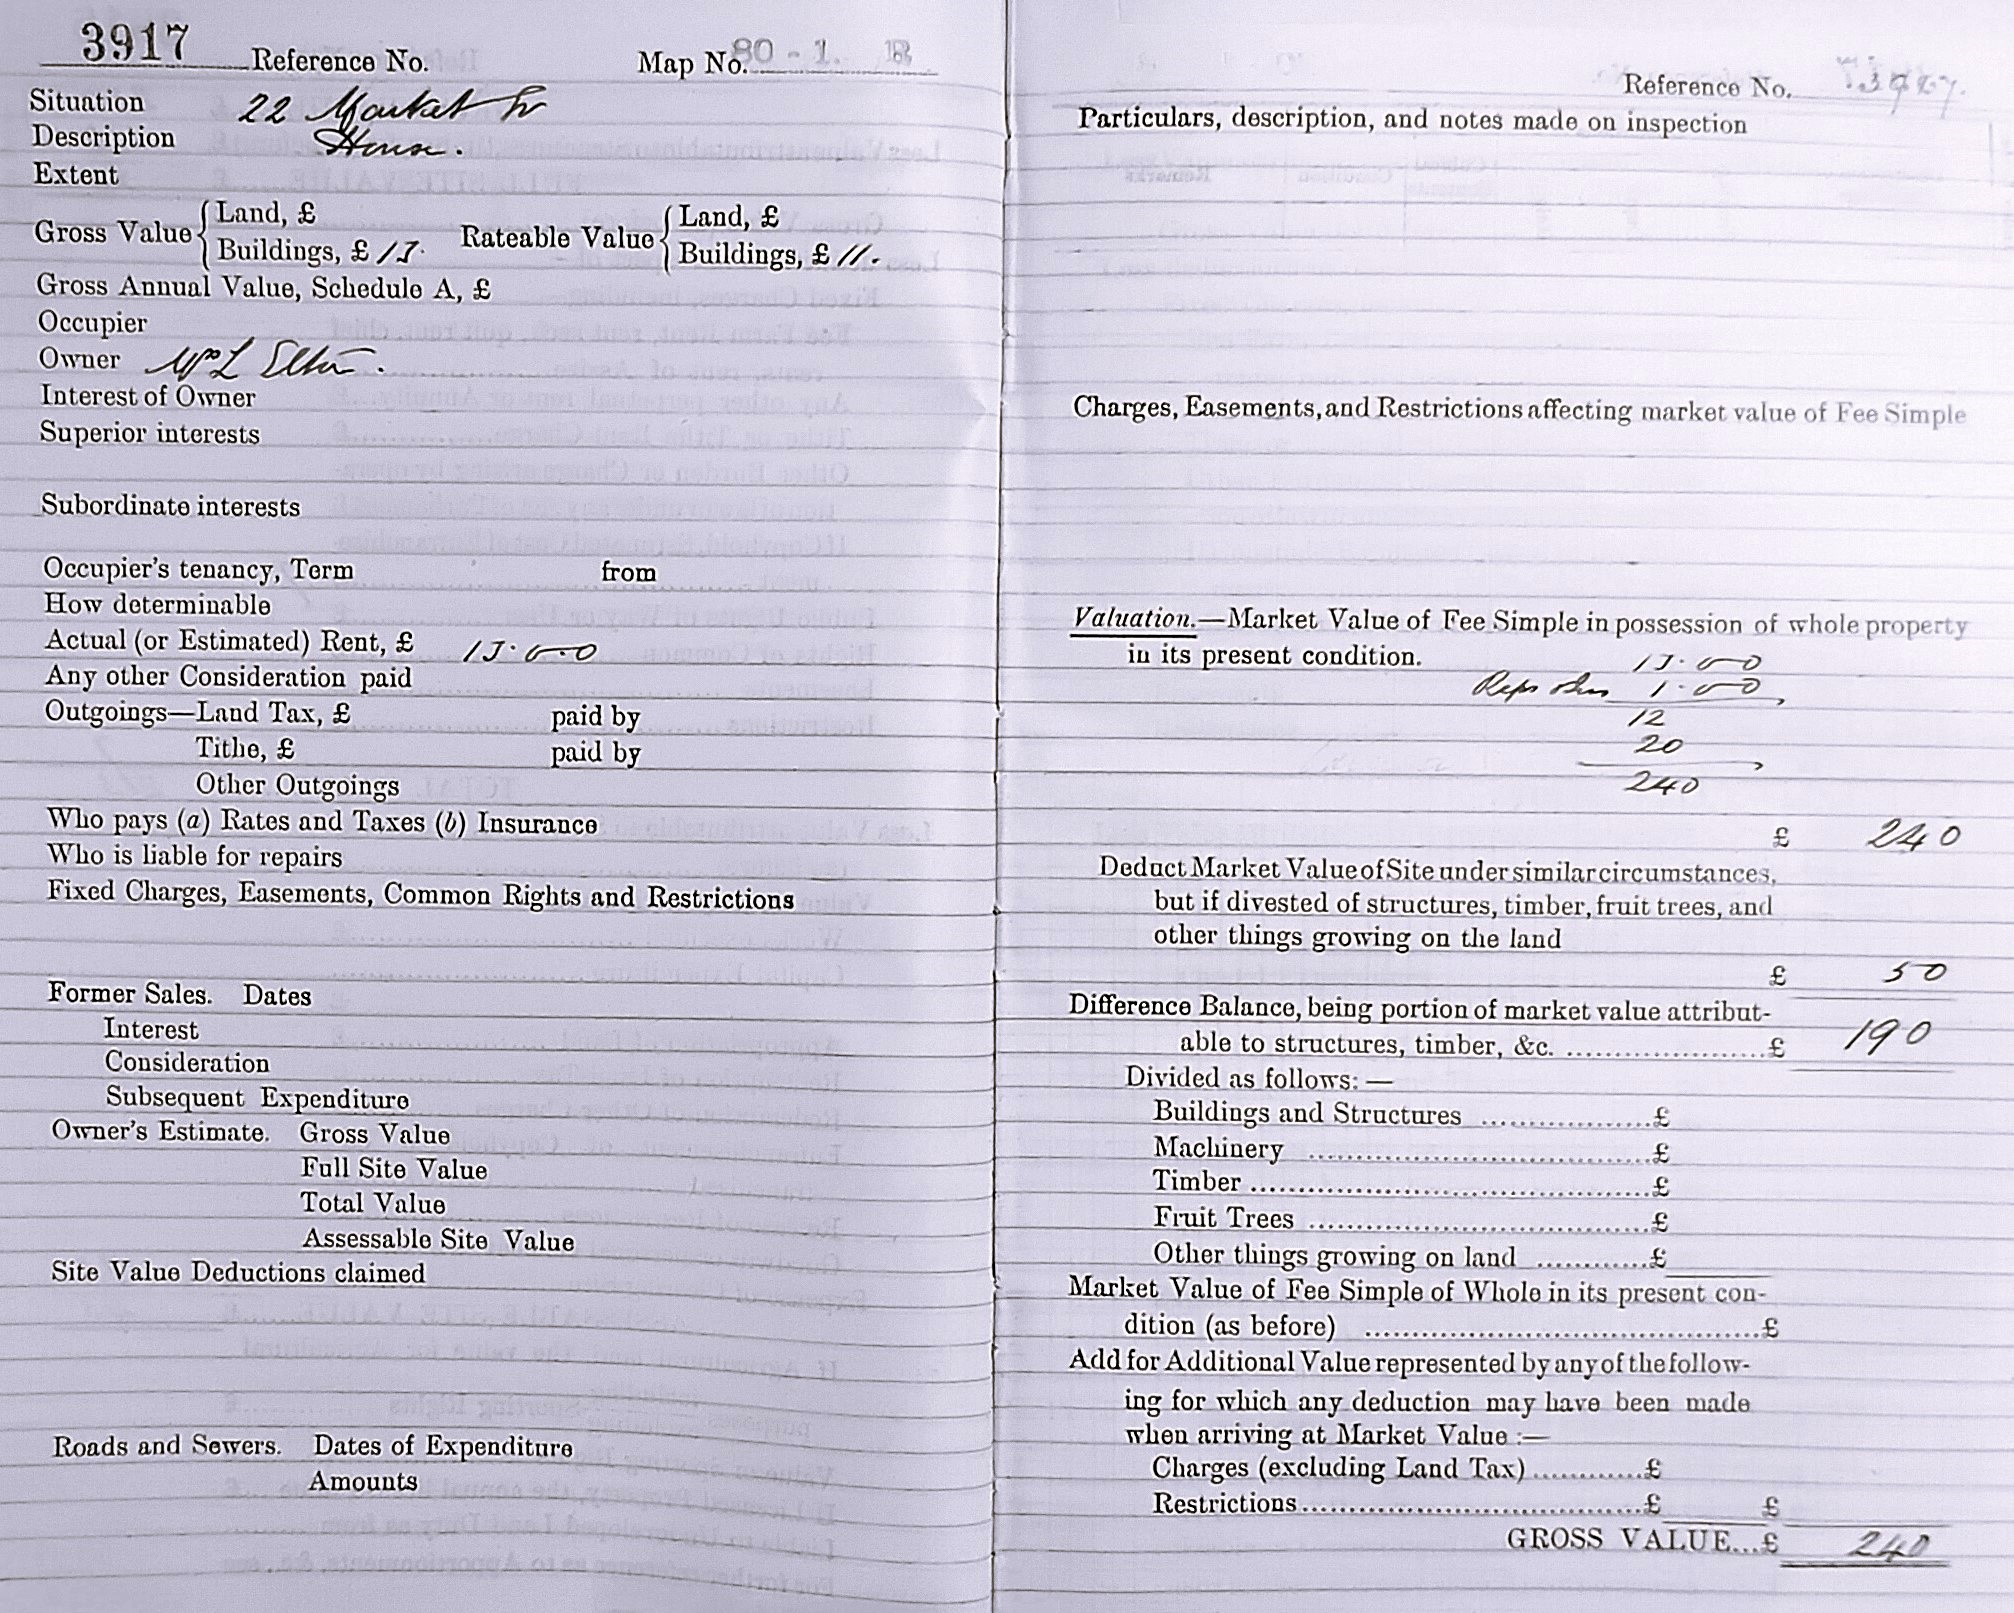 3917 Reference No. Map No. 80 - 1. 18
Situation 22 Market St
Description House.
Extent
Gross Value { Land, £
Buildings, £ 13. Rateable Value { Land, £
Buildings, £ 11.
Gross Annual Value, Schedule A, £
Occupier
Owner Mrs L
Interest of Owner
Superior interests
Subordinate interests
Occupier's tenancy, Term from
How determinable
Actual (or Estimated) Rent, £ 13.0.0
Any other Consideration paid
Outgoings—Land Tax, £ paid by
Tithe, £ paid by
Other Outgoings
Who pays (a) Rates and Taxes (b) Insurance
Who is liable for repairs
Fixed Charges, Easements, Common Rights and Restrictions
Former Sales. Dates
Interest
Consideration
Subsequent Expenditure
Owner's Estimate. Gross Value
Full Site Value
Total Value
Assessable Site Value
Site Value Deductions claimed
Roads and Sewers. Dates of Expenditure
Amounts
Reference No.
Particulars, description, and notes made on inspection
Charges, Easements, and Restrictions affecting market value of Fee Simple
Valuation.—Market Value of Fee Simple in possession of whole property
in its present condition. 13.0.0
1.0.0
12
20
240
£ 240
Deduct Market Value of Site under similar circumstances,
but if divested of structures, timber, fruit trees, and
other things growing on the land
£ 50
Difference Balance, being portion of market value attribut-
able to structures, timber, &c. ....................£ 190
Divided as follows:—
Buildings and Structures .................£
Machinery .................................£
Timber .......................................£
Fruit Trees .................................£
Other things growing on land ...........£
Market Value of Fee Simple of Whole in its present con-
dition (as before) .......................................£
Add for Additional Value represented by any of the follow-
ing for which any deduction may have been made
when arriving at Market Value :—
Charges (excluding Land Tax) ...........£
Restrictions..................................£ £
GROSS VALUE...£ 240